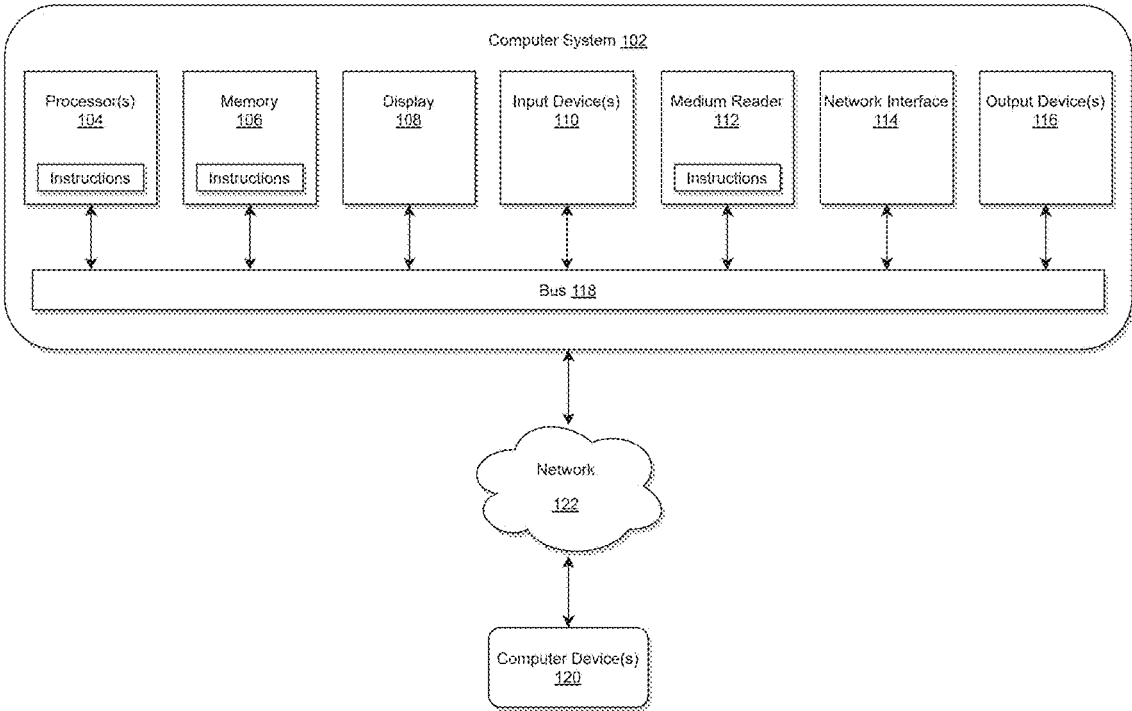 Computer System 102
Processor(s)
104
Instructions
Memory
106
Instructions
Display
108
Input Device(s)
110
Medium Reader
112
Instructions
Network Interface
114
Output Device(s)
116
Bus 118
Network
122
Computer Device(s)
120